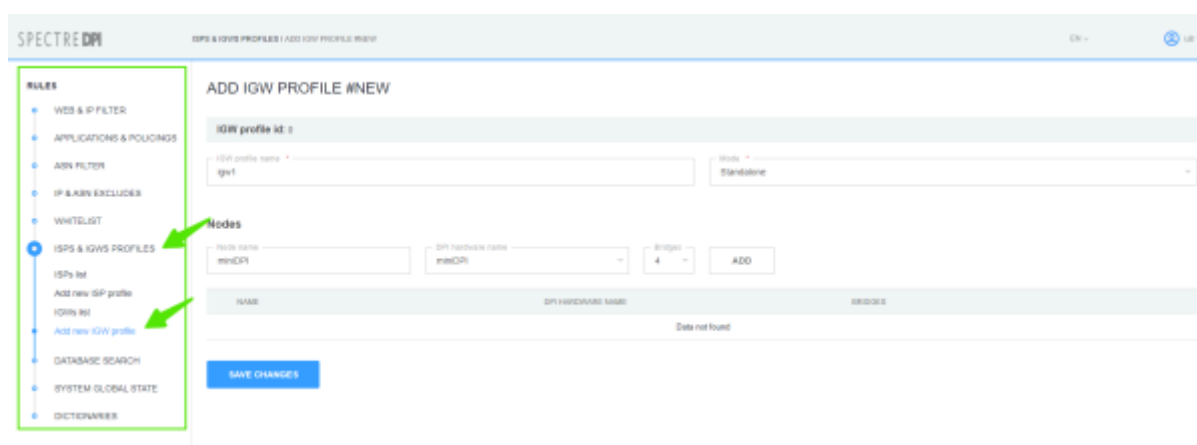 SPECTRE DPI
ISPS & IGWS PROFILES / ADD IGW PROFILE #NEW
EN
RULES
WEB & IP FILTER
APPLICATIONS & POLICINGS
ASN FILTER
IP & ASN EXCLUDES
WHITELIST
ISPS & IGWS PROFILES
ISPs list
Add new ISP profile
IGWs list
Add new IGW profile
DATABASE SEARCH
SYSTEM GLOBAL STATE
DICTIONARIES
ADD IGW PROFILE #NEW
IGW profile id:
IGW profile name *
igw1
Mode *
Standalone
Nodes
Node name
miniDPI
DPI hardware name
miniDPI
Bridges
4
ADD
NAME
DPI HARDWARE NAME
BRIDGES
Data not found
SAVE CHANGES